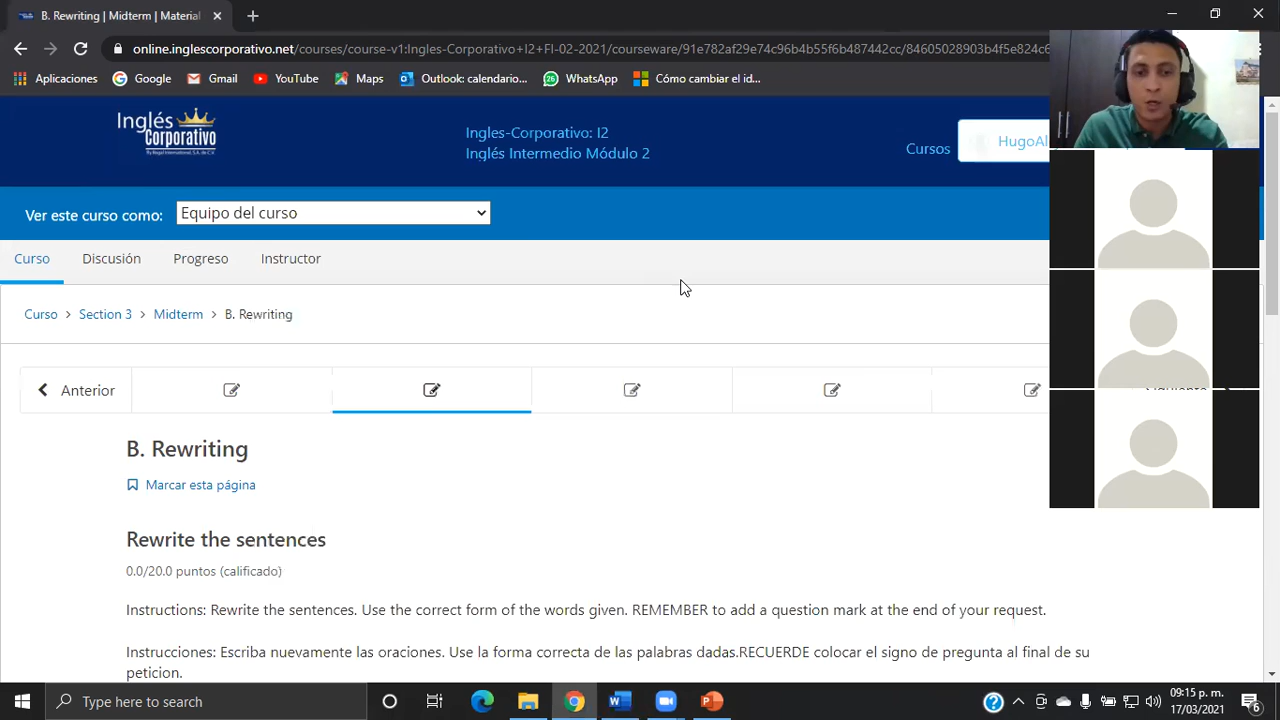 B. Rewriting | Midterm | Material
online.inglescorporativo.net/courses/course-v1:Ingles-Corporativo+I2+FI-02-2021/courseware/91e782af29e74c96b4b55f6b487442cc/84605028903b4f5e824c6
Aplicaciones Google Gmail YouTube Maps Outlook: calendario... WhatsApp Cómo cambiar el id...
Inglés
Corporativo
By Regal International, S.A. de C.V.
Ingles-Corporativo: I2
Inglés Intermedio Módulo 2
Cursos
HugoAl
Ver este curso como: Equipo del curso
Curso Discusión Progreso Instructor
Curso > Section 3 > Midterm > B. Rewriting
Anterior
Siguiente
B. Rewriting
Marcar esta página
Rewrite the sentences
0.0/20.0 puntos (calificado)
Instructions: Rewrite the sentences. Use the correct form of the words given. REMEMBER to add a question mark at the end of your request.
Instrucciones: Escriba nuevamente las oraciones. Use la forma correcta de las palabras dadas.RECUERDE colocar el signo de pregunta al final de su
peticion.
Type here to search
09:15 p. m.
17/03/2021
6